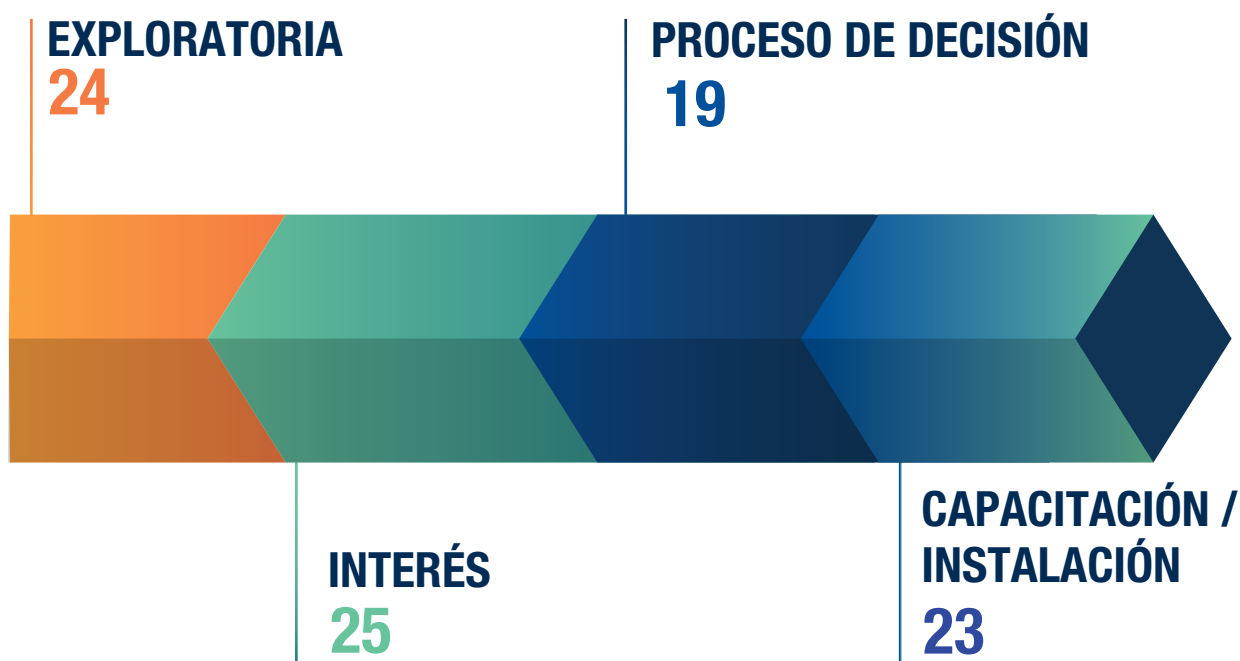 EXPLORATORIA
24
PROCESO DE DECISIÓN
19
INTERÉS
25
CAPACITACIÓN /
INSTALACIÓN
23